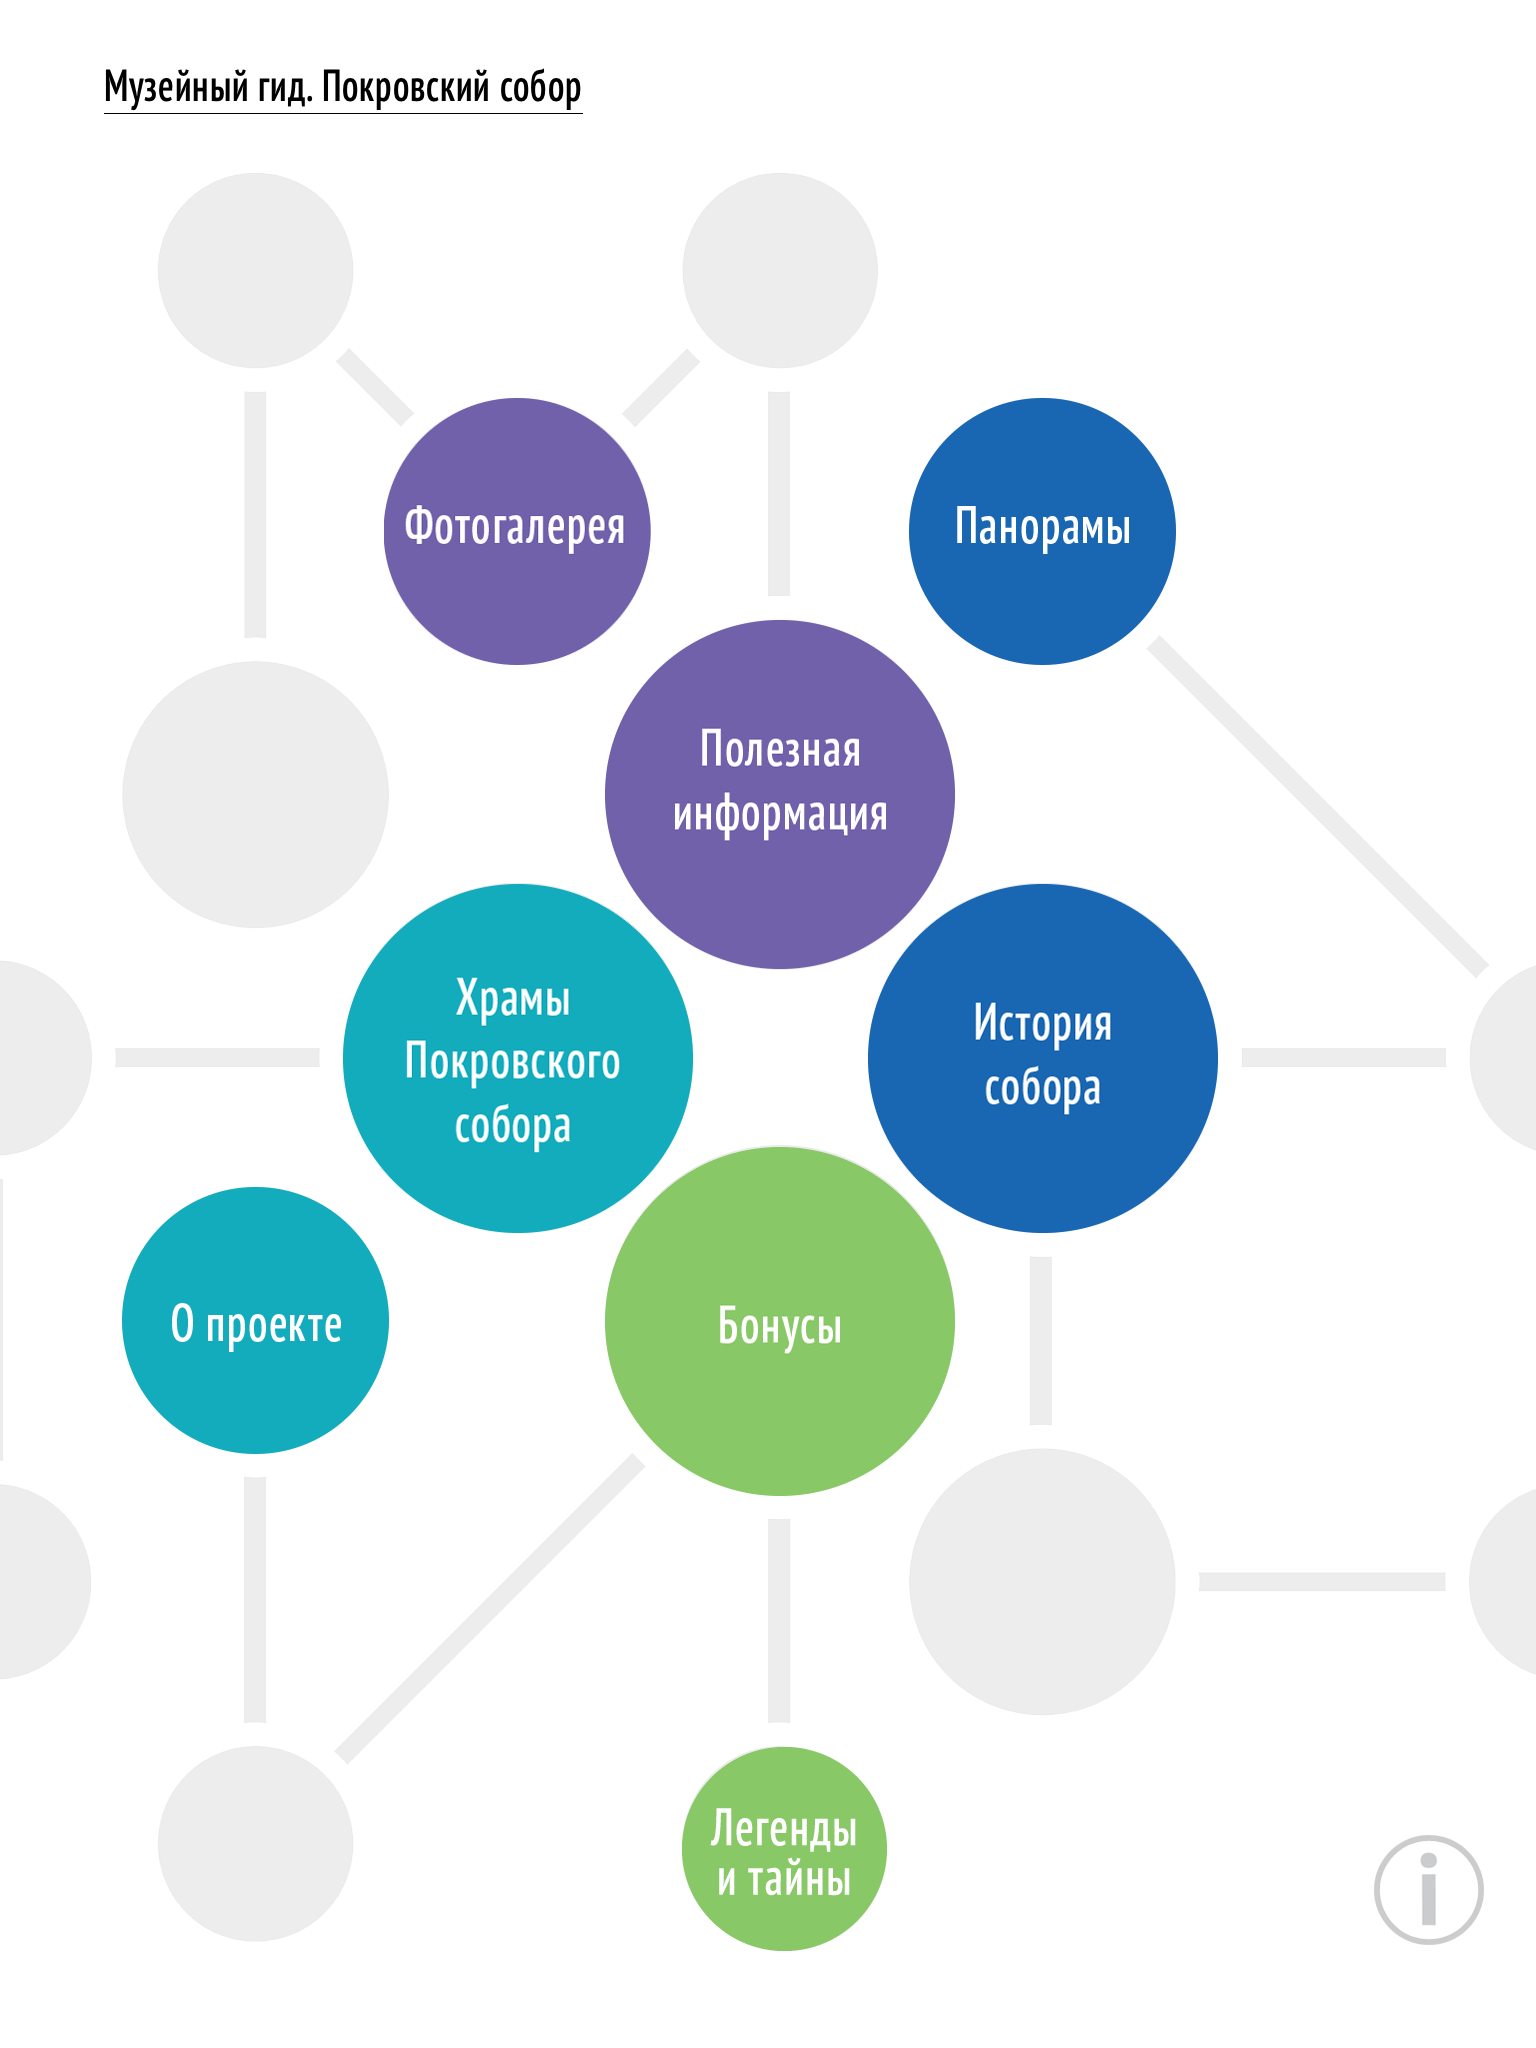 Музейный гид. Покровский собор
Фотогалерея
Панорамы
Полезная
информация
Храмы
Покровского
собора
История
собора
О проекте
Бонусы
Легенды
и тайны
i